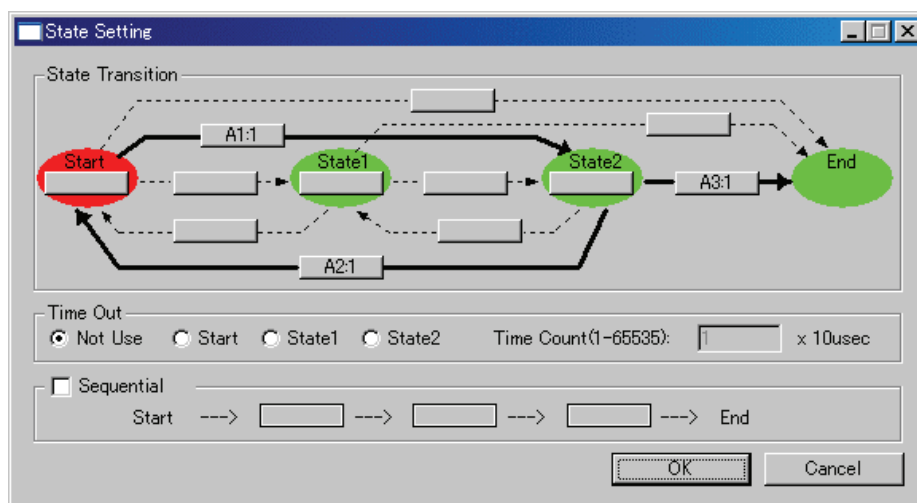 State Setting
State Transition
A1:1
Start
State1
State2
End
A3:1
A2:1
Time Out
Not Use
Start
State1
State2
Time Count(1-65535):
1
x 10usec
Sequential
Start ---> ---> ---> ---> End
OK
Cancel